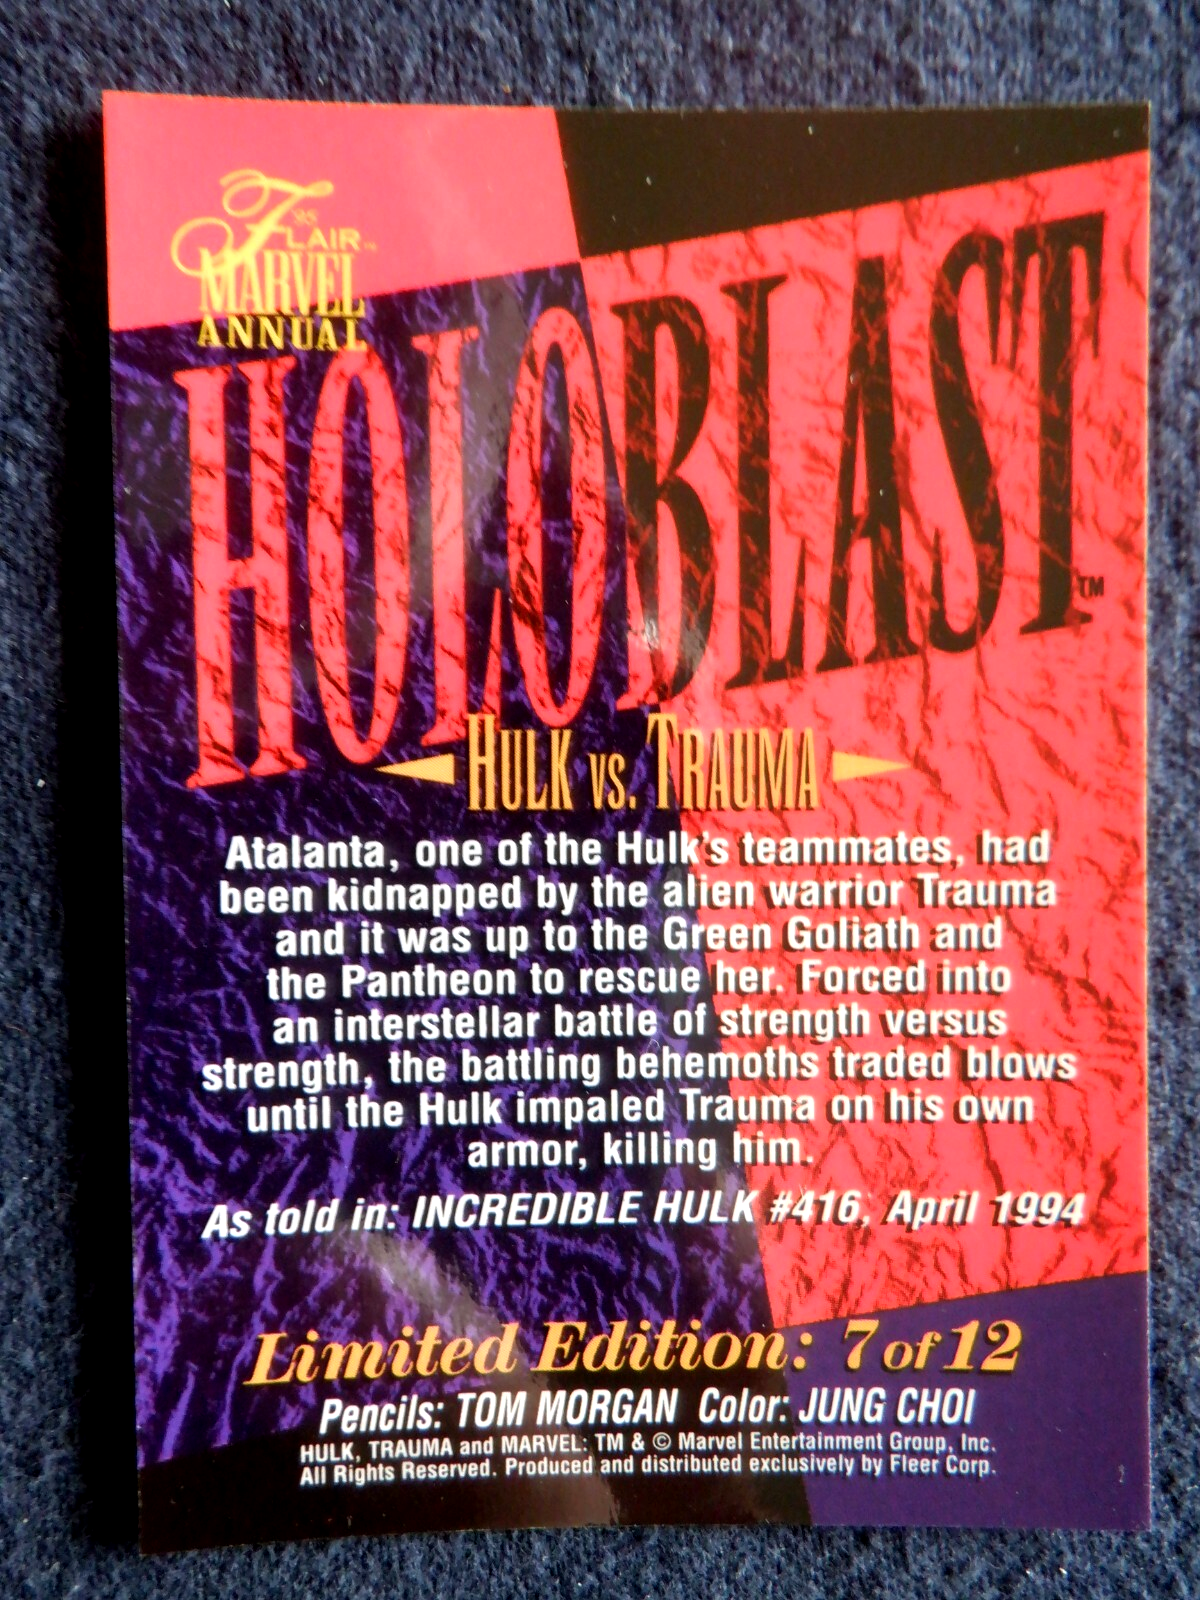 '95
FLAIR™
MARVEL
ANNUAL
HOLOBLAST™
HULK VS. TRAUMA
Atalanta, one of the Hulk's teammates, had
been kidnapped by the alien warrior Trauma
and it was up to the Green Goliath and
the Pantheon to rescue her. Forced into
an interstellar battle of strength versus
strength, the battling behemoths traded blows
until the Hulk impaled Trauma on his own
armor, killing him.
As told in: INCREDIBLE HULK #416, April 1994
Limited Edition: 7 of 12
Pencils: TOM MORGAN Color: JUNG CHOI
HULK, TRAUMA and MARVEL: TM & © Marvel Entertainment Group, Inc.
All Rights Reserved. Produced and distributed exclusively by Fleer Corp.